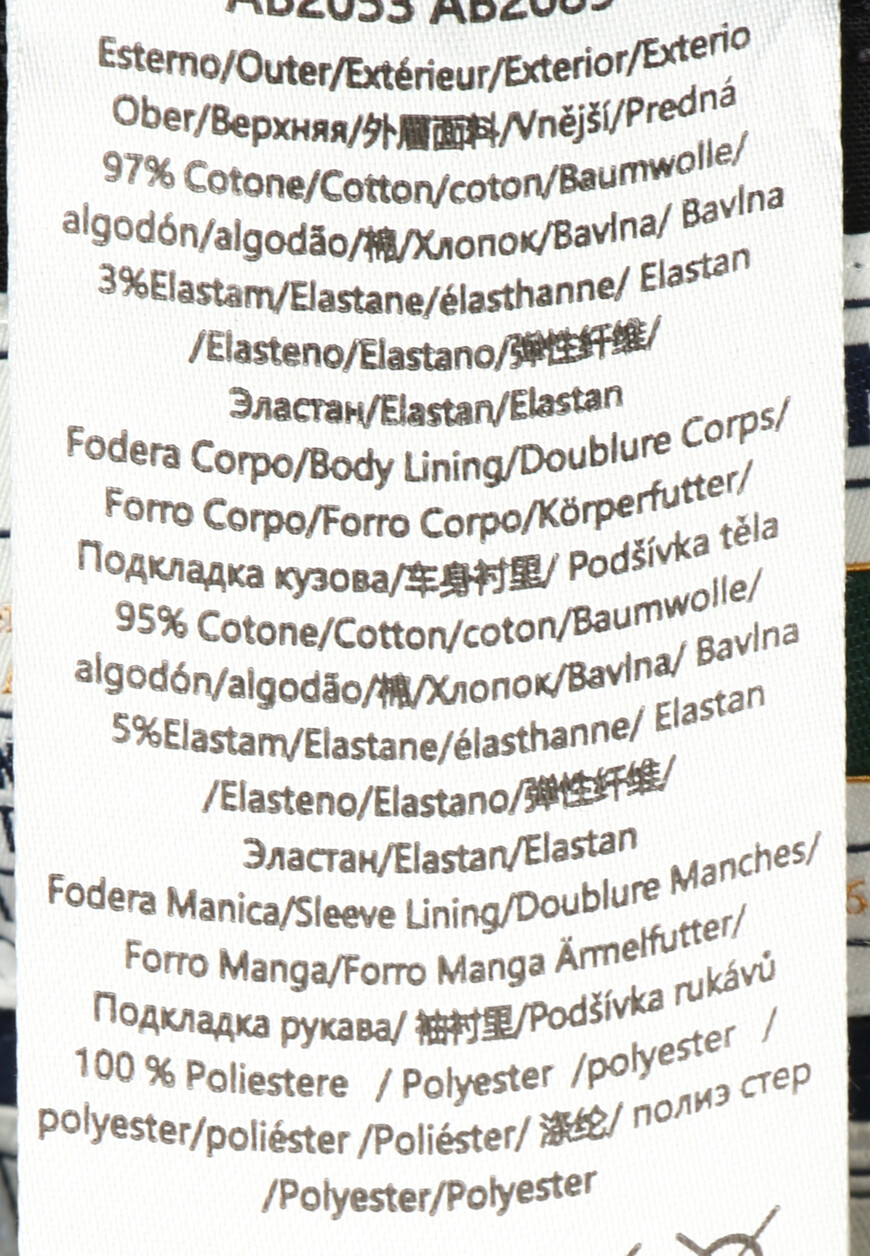 AB2053 AB2085
Esterno/Outer/Extérieur/Exterior/Exterio
Ober/Верхняя/外層面料/Vnější/Predná
97% Cotone/Cotton/coton/Baumwolle/
algodón/algodão/棉/Хлопок/Bavlna/ Bavlna
3%Elastam/Elastane/élasthanne/ Elastan
/Elasteno/Elastano/弹性纤维/
Эластан/Elastan/Elastan
Fodera Corpo/Body Lining/Doublure Corps/
Forro Corpo/Forro Corpo/Körperfutter/
Подкладка кузова/车身衬里/ Podšívka těla
95% Cotone/Cotton/coton/Baumwolle/
algodón/algodão/棉/Хлопок/Bavlna/ Bavlna
5%Elastam/Elastane/élasthanne/ Elastan
/Elasteno/Elastano/弹性纤维/
Эластан/Elastan/Elastan
Fodera Manica/Sleeve Lining/Doublure Manches/
Forro Manga/Forro Manga Ärmelfutter/
Подкладка рукава/ 袖衬里/Podšívka rukávů
100 % Poliestere / Polyester /polyester /
polyester/poliéster /Poliéster/ 涤纶/ полиэ стер
/Polyester/Polyester